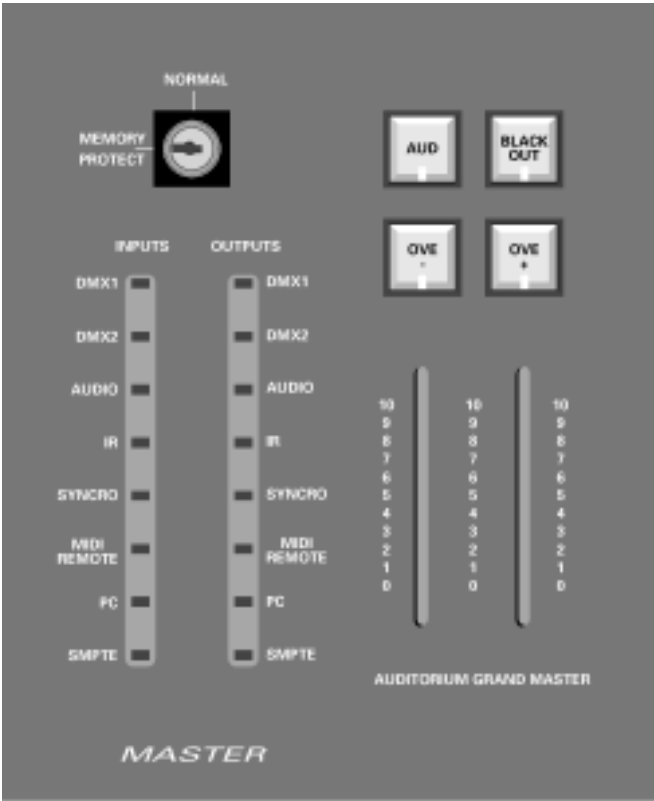 NORMAL
MEMORY
PROTECT
AUD
BLACK
OUT
OVE
-
OVE
+
INPUTS OUTPUTS
DMX1 DMX1
DMX2 DMX2
AUDIO AUDIO
IR IR
SYNCRO SYNCRO
MIDI
REMOTE
MIDI
REMOTE
PC PC
SMPTE SMPTE
10 10 10
9 9 9
8 8 8
7 7 7
6 6 6
5 5 5
4 4 4
3 3 3
2 2 2
1 1 1
0 0 0
AUDITORIUM GRAND MASTER
MASTER